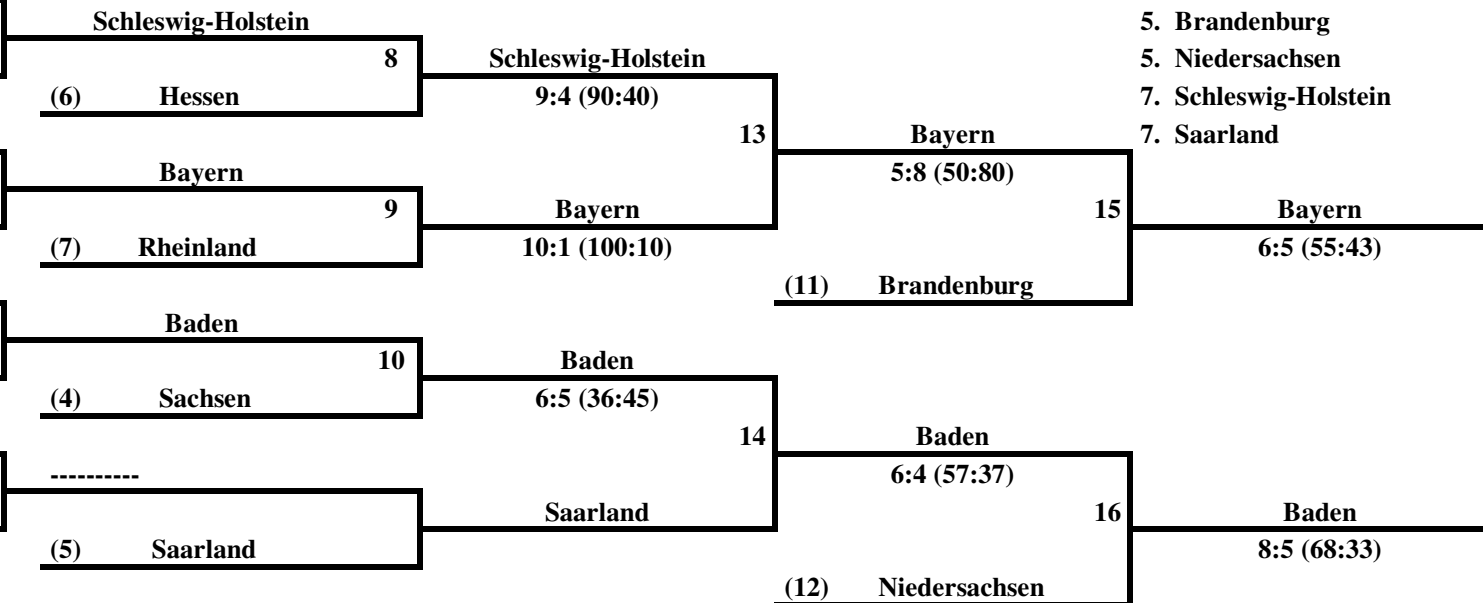 Schleswig-Holstein 5. Brandenburg
8 Schleswig-Holstein 5. Niedersachsen
(6) Hessen 9:4 (90:40) 7. Schleswig-Holstein
13 Bayern 7. Saarland
Bayern 5:8 (50:80)
9 Bayern 15 Bayern
(7) Rheinland 10:1 (100:10) 6:5 (55:43)
(11) Brandenburg
Baden
10 Baden
(4) Sachsen 6:5 (36:45)
14 Baden
---------- 6:4 (57:37)
Saarland 16 Baden
(5) Saarland 8:5 (68:33)
(12) Niedersachsen